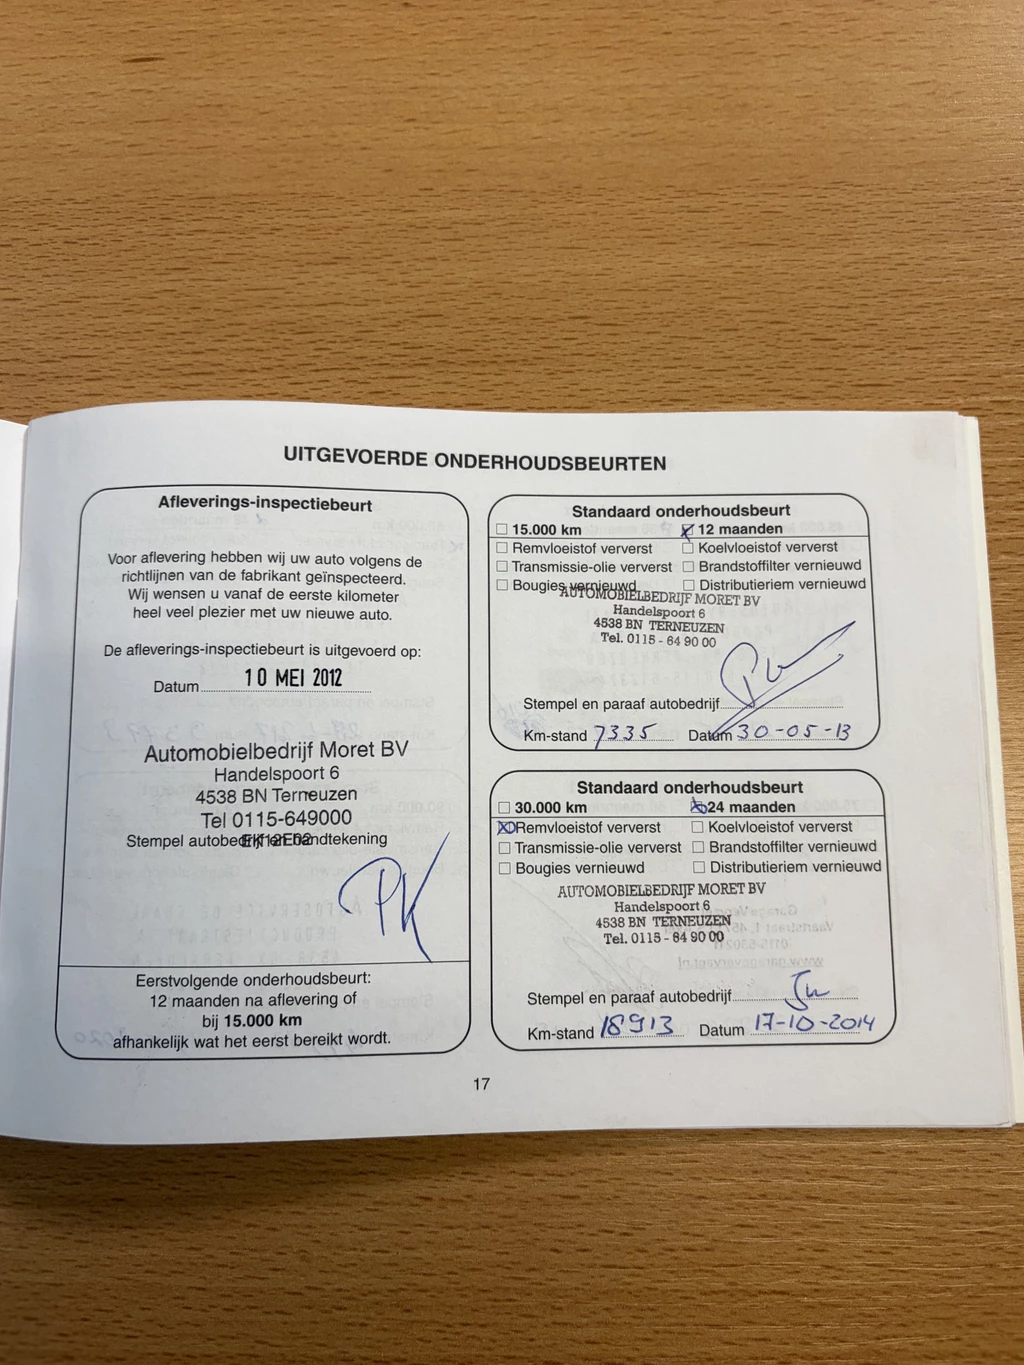 UITGEVOERDE ONDERHOUDSBEURTEN
Afleverings-inspectiebeurt
Voor aflevering hebben wij uw auto volgens de
richtlijnen van de fabrikant geïnspecteerd.
Wij wensen u vanaf de eerste kilometer
heel veel plezier met uw nieuwe auto.
De afleverings-inspectiebeurt is uitgevoerd op:
Datum 10 MEI 2012
Automobielbedrijf Moret BV
Handelspoort 6
4538 BN Terneuzen
Tel 0115-649000
Stempel autobedrijf en handtekening
PK
Eerstvolgende onderhoudsbeurt:
12 maanden na aflevering of
bij 15.000 km
afhankelijk wat het eerst bereikt wordt.
Standaard onderhoudsbeurt
15.000 km 12 maanden
Remvloeistof ververst Koelvloeistof ververst
Transmissie-olie ververst Brandstoffilter vernieuwd
Bougies vernieuwd Distributieriem vernieuwd
AUTOMOBIELBEDRIJF MORET BV
Handelspoort 6
4538 BN TERNEUZEN
Tel. 0115 - 64 90 00
Stempel en paraaf autobedrijf
Km-stand 7335 Datum 30-05-13
Standaard onderhoudsbeurt
30.000 km 24 maanden
Remvloeistof ververst Koelvloeistof ververst
Transmissie-olie ververst Brandstoffilter vernieuwd
Bougies vernieuwd Distributieriem vernieuwd
AUTOMOBIELBEDRIJF MORET BV
Handelspoort 6
4538 BN TERNEUZEN
Tel. 0115 - 64 90 00
Stempel en paraaf autobedrijf
Km-stand 18913 Datum 17-10-2014
17